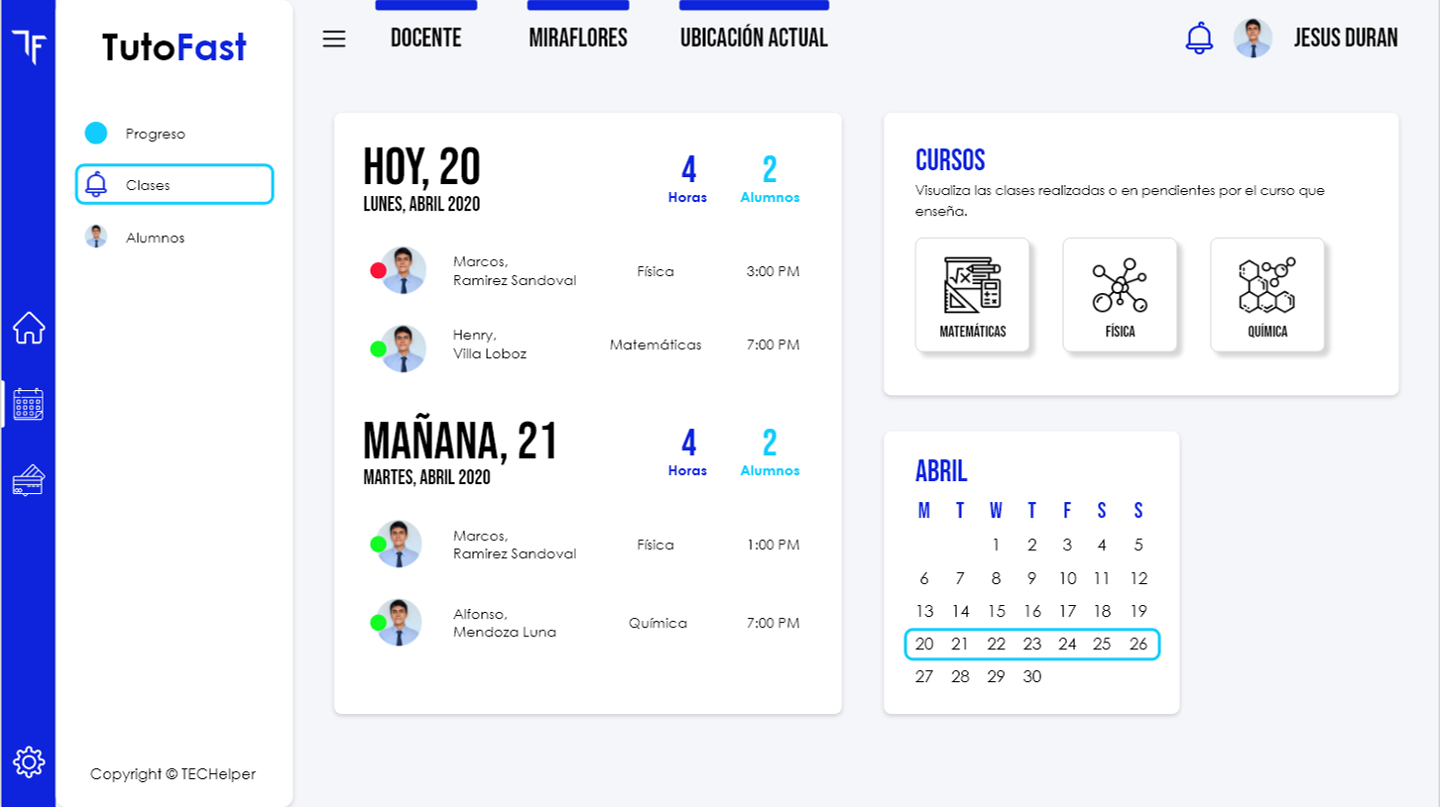 TF
TutoFast
Progreso
Clases
Alumnos
Copyright © TECHelper
DOCENTE
MIRAFLORES
UBICACIÓN ACTUAL
JESUS DURAN
HOY, 20
LUNES, ABRIL 2020
4
Horas
2
Alumnos
Marcos,
Ramirez Sandoval
Física
3:00 PM
Henry,
Villa Loboz
Matemáticas
7:00 PM
MAÑANA, 21
MARTES, ABRIL 2020
4
Horas
2
Alumnos
Marcos,
Ramirez Sandoval
Física
1:00 PM
Alfonso,
Mendoza Luna
Química
7:00 PM
CURSOS
Visualiza las clases realizadas o en pendientes por el curso que
enseña.
√x
MATEMÁTICAS
FÍSICA
QUÍMICA
ABRIL
M T W T F S S
1 2 3 4 5
6 7 8 9 10 11 12
13 14 15 16 17 18 19
20 21 22 23 24 25 26
27 28 29 30